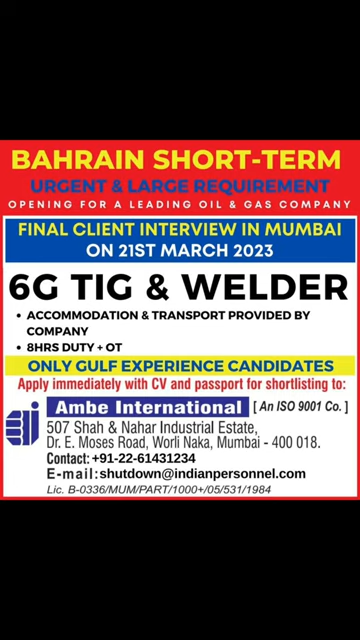 BAHRAIN SHORT-TERM
URGENT & LARGE REQUIREMENT
OPENING FOR A LEADING OIL & GAS COMPANY
FINAL CLIENT INTERVIEW IN MUMBAI
ON 21ST MARCH 2023
6G TIG & WELDER
• ACCOMMODATION & TRANSPORT PROVIDED BY
COMPANY
• 8HRS DUTY + OT
ONLY GULF EXPERIENCE CANDIDATES
Apply immediately with CV and passport for shortlisting to:
Ambe International [ An ISO 9001 Co. ]
507 Shah & Nahar Industrial Estate,
Dr. E. Moses Road, Worli Naka, Mumbai - 400 018.
Contact: +91-22-61431234
E-mail: shutdown@indianpersonnel.com
Lic. B-0336/MUM/PART/1000+/05/531/1984